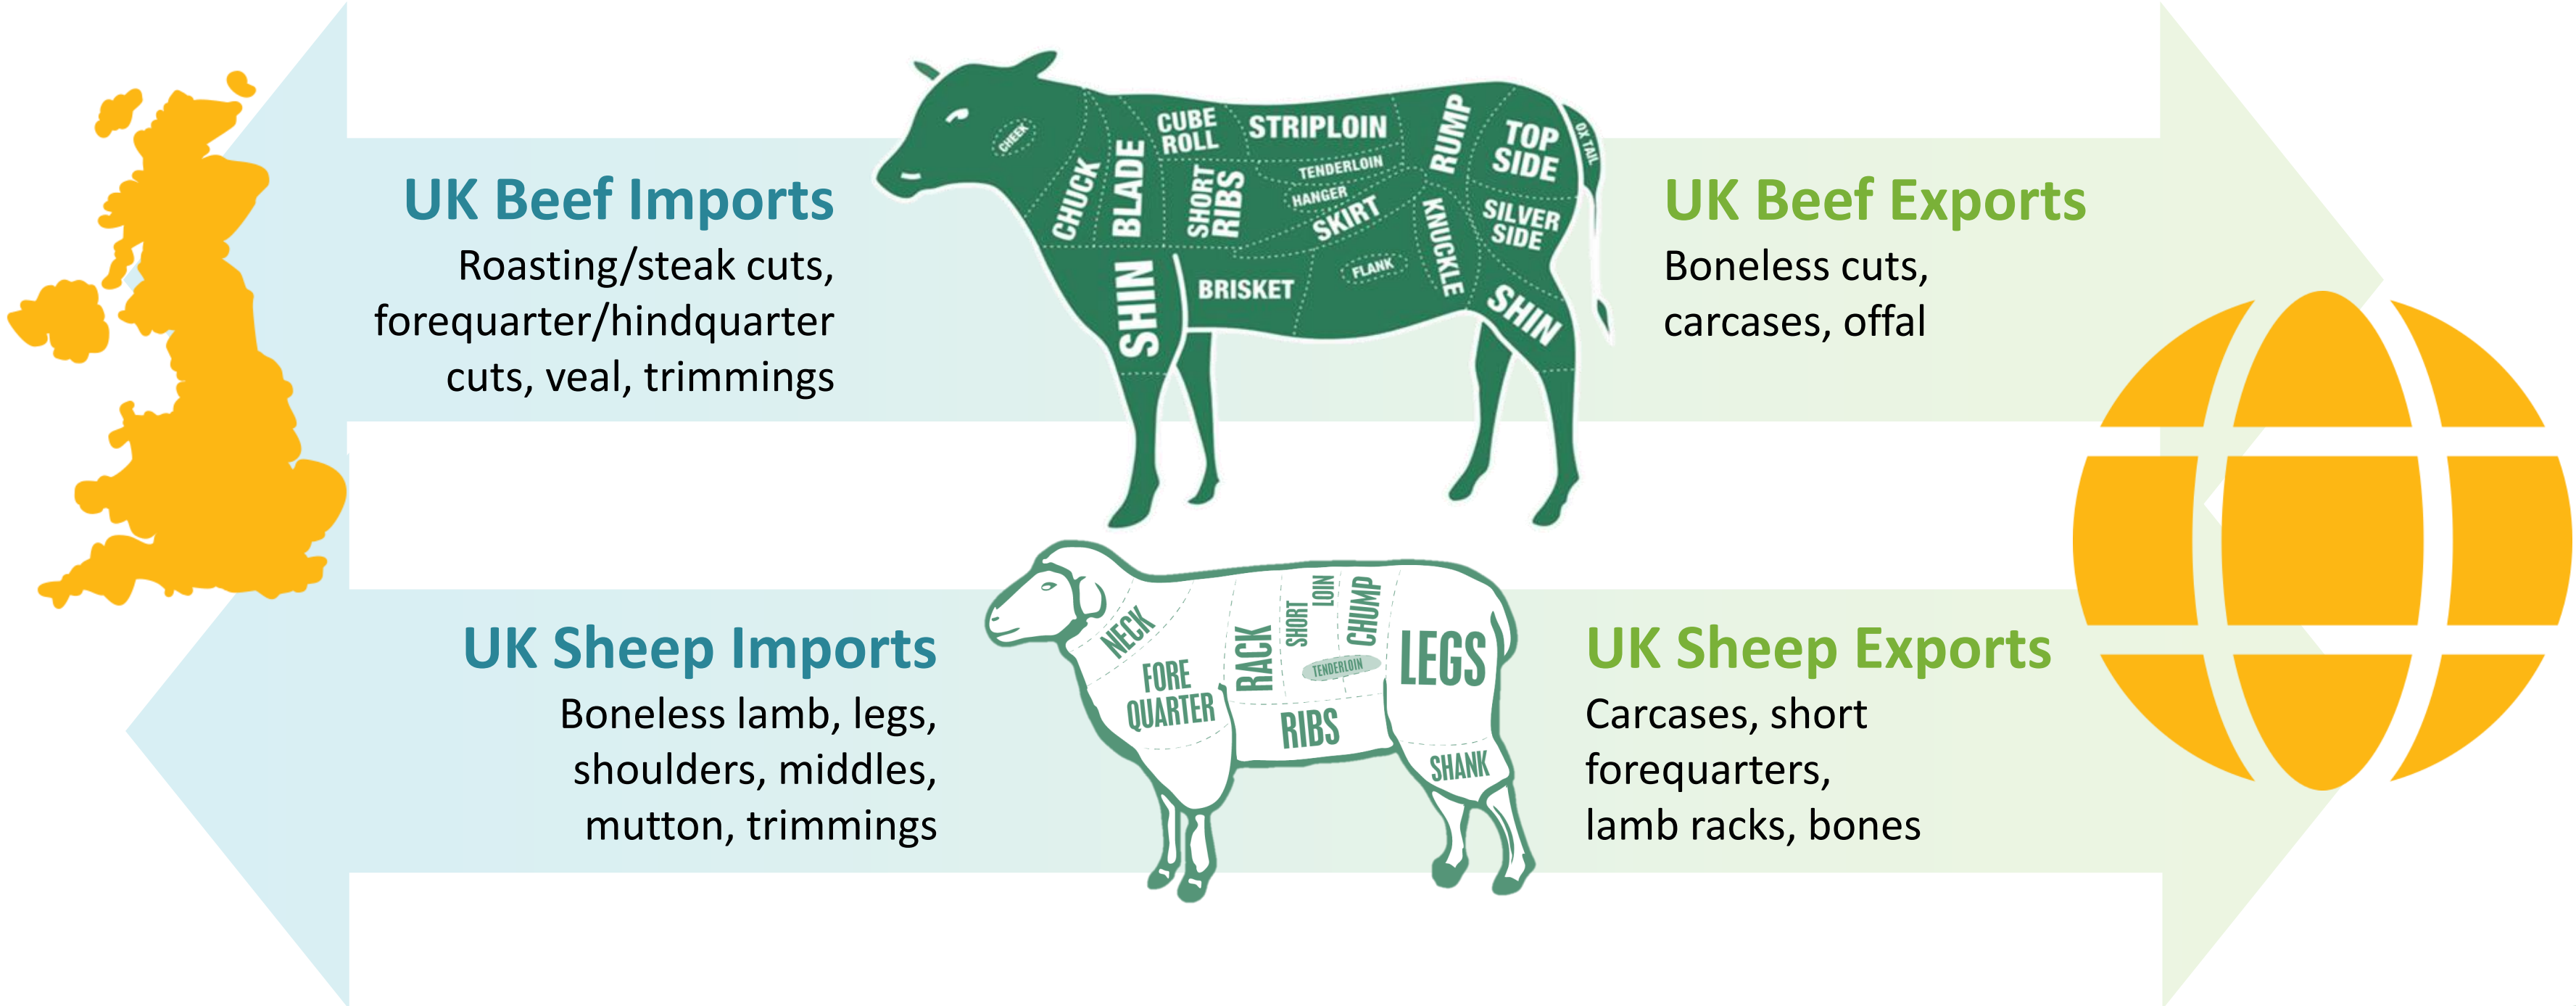 UK Beef Imports
Roasting/steak cuts,
forequarter/hindquarter
cuts, veal, trimmings
CHEEK
CHUCK
BLADE
CUBE
ROLL
SHORT
RIBS
STRIPLOIN
TENDERLOIN
HANGER
SKIRT
RUMP
TOP
SIDE
OX TAIL
SILVER
SIDE
KNUCKLE
SHIN
BRISKET
FLANK
SHIN
UK Beef Exports
Boneless cuts,
carcases, offal
UK Sheep Imports
Boneless lamb, legs,
shoulders, middles,
mutton, trimmings
NECK
FORE
QUARTER
RACK
SHORT
LOIN
CHUMP
TENDERLOIN
LEGS
RIBS
SHANK
UK Sheep Exports
Carcases, short
forequarters,
lamb racks, bones